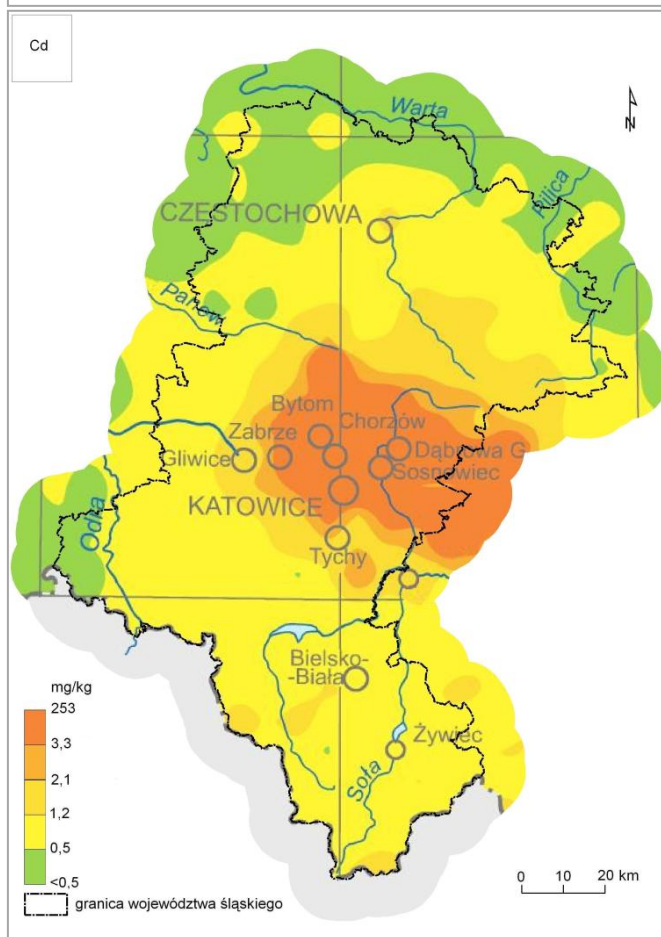 Cd
N
Warta
Pilica
CZĘSTOCHOWA
Panew
Bytom
Chorzów
Zabrze
Dąbrowa G
Gliwice
Sosnowiec
KATOWICE
Odra
Tychy
Bielsko-
-Biała
Żywiec
Soła
mg/kg
253
3,3
2,1
1,2
0,5
<0,5
granica województwa śląskiego
0 10 20 km